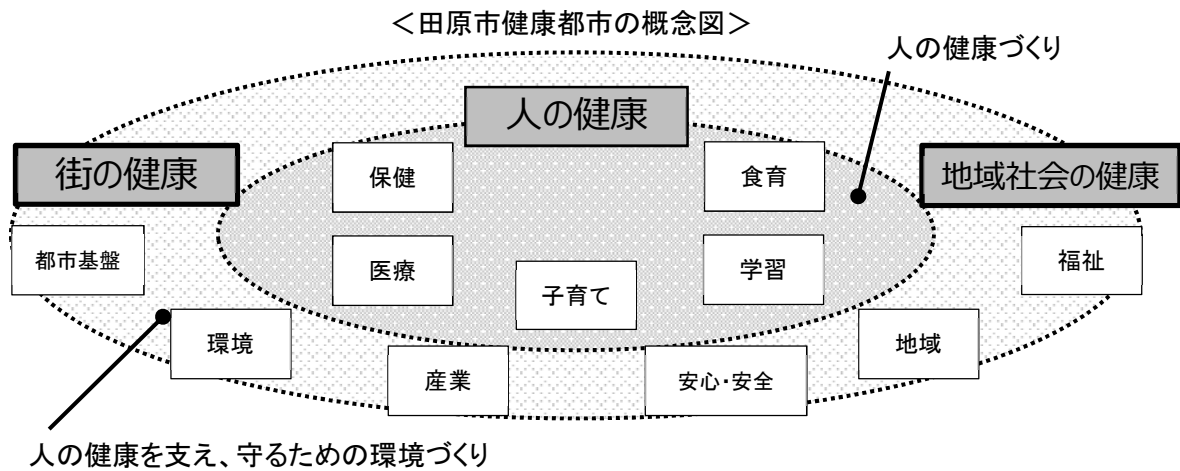 ＜田原市健康都市の概念図＞
人の健康づくり
人の健康
街の健康
地域社会の健康
保健
食育
都市基盤
医療
子育て
学習
福祉
環境
産業
安心・安全
地域
人の健康を支え、守るための環境づくり